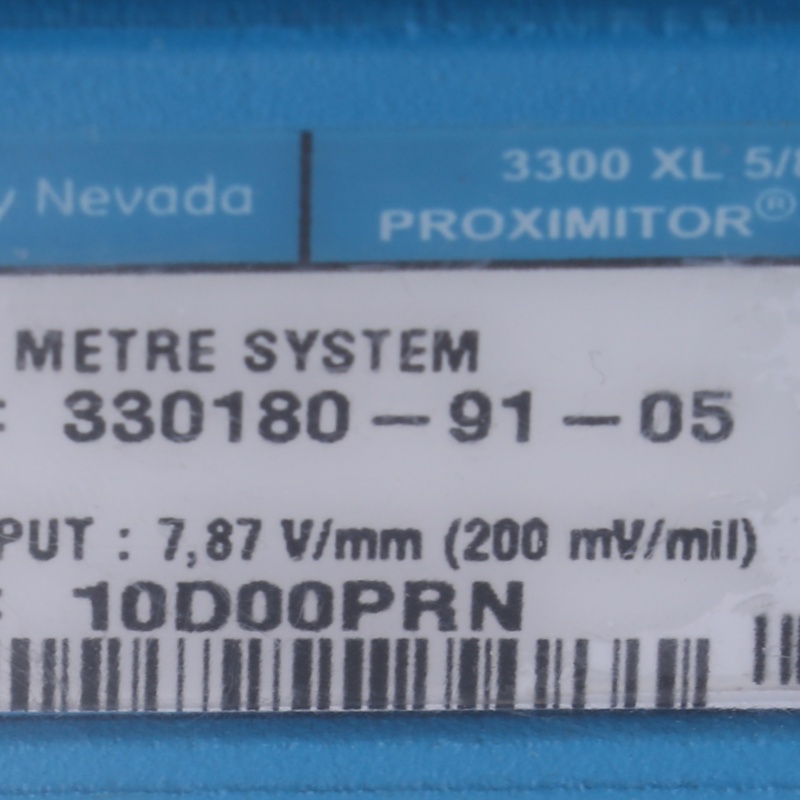 y Nevada
3300 XL 5/8
PROXIMITOR®
METRE SYSTEM
: 330180-91-05
PUT : 7,87 V/mm (200 mV/mil)
: 10D00PRN